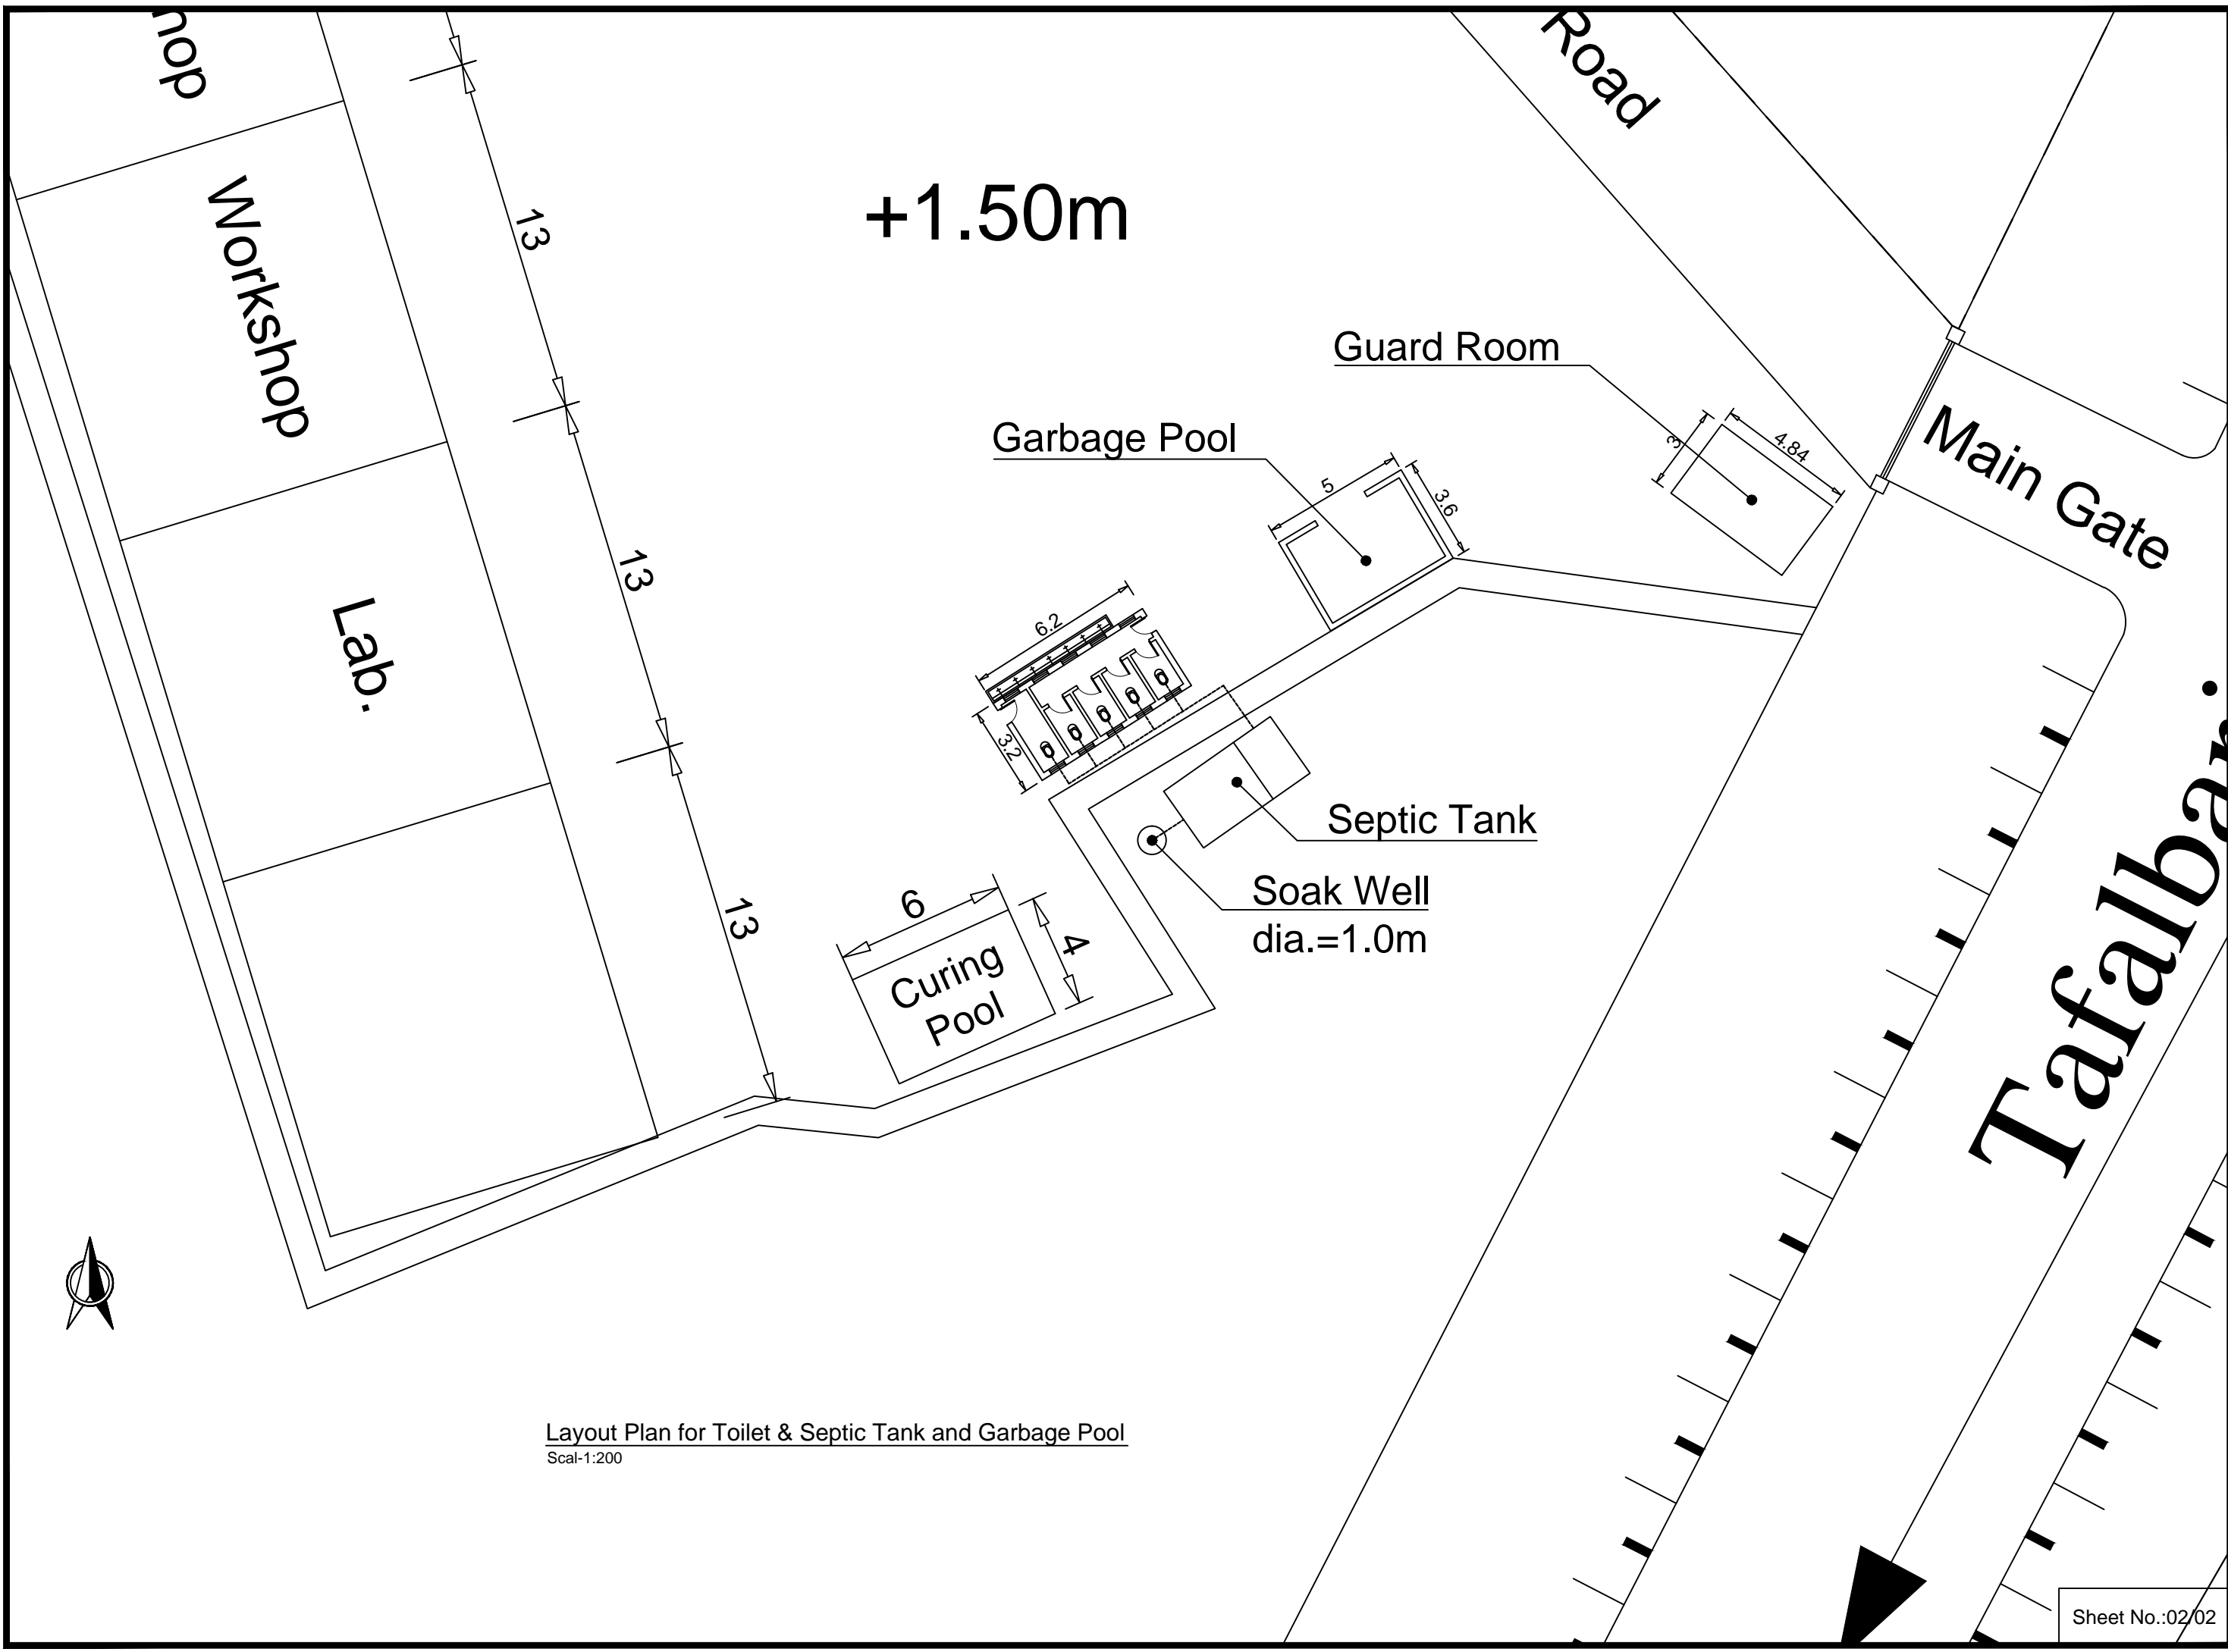 hop
Road
Workshop
13
+1.50m
Guard Room
Garbage Pool
3
4.84
Main Gate
5
3.6
13
Lab.
6.2
3.2
Septic Tank
Soak Well
dia.=1.0m
13
6
4
Curing
Pool
Tafalbari
Layout Plan for Toilet & Septic Tank and Garbage Pool
Scal-1:200
Sheet No.:02/02